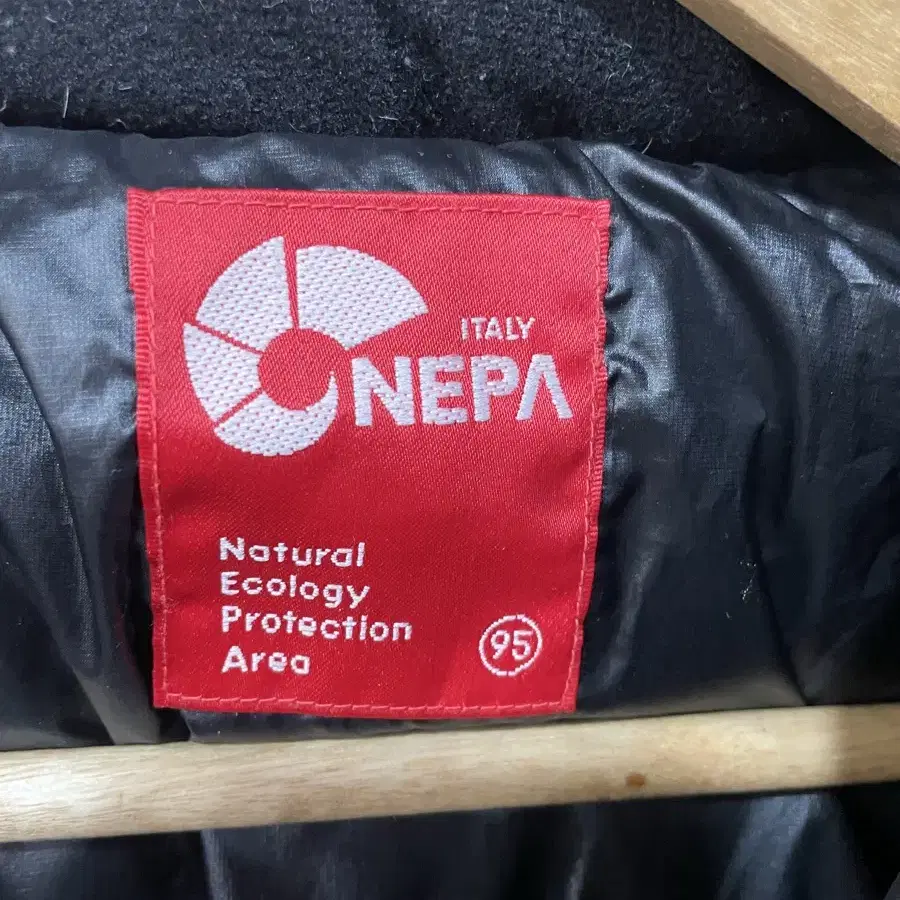 ITALY
NEPA
Natural
Ecology
Protection
Area
95